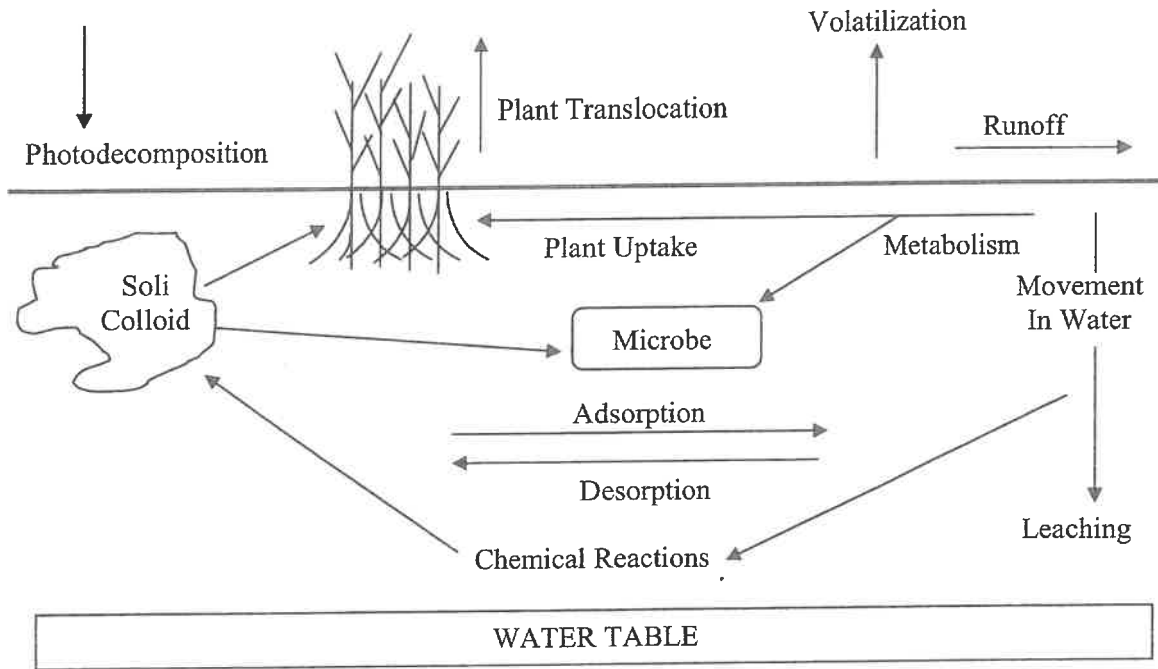 Volatilization
Plant Translocation
Runoff
Photodecomposition
Plant Uptake
Metabolism
Soli
Colloid
Movement
In Water
Microbe
Adsorption
Desorption
Leaching
Chemical Reactions
WATER TABLE